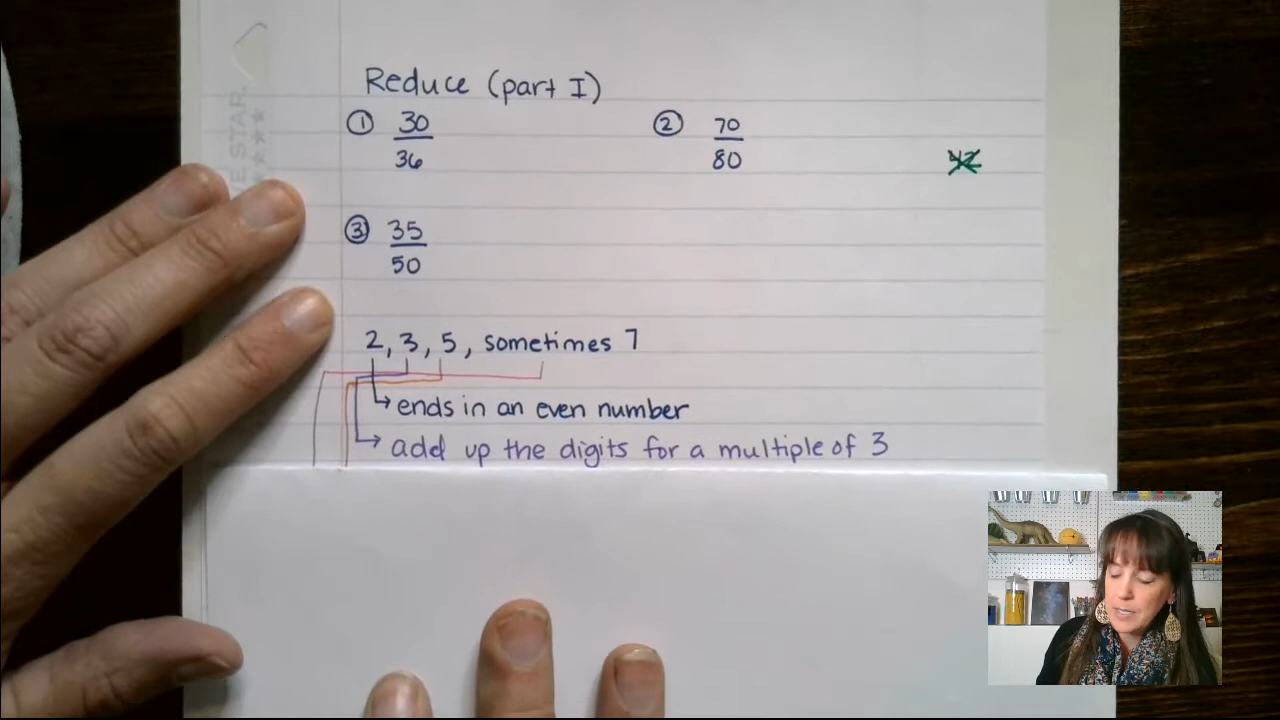 Reduce (part I)
① 30/36
② 70/80
③ 35/50
2, 3, 5, sometimes 7
ends in an even number
add up the digits for a multiple of 3